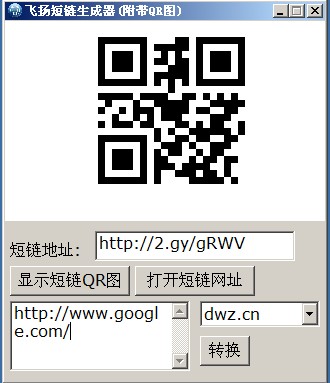 飞扬短链生成器(附带QR图)
短链地址:
http://2.gy/gRWV
显示短链QR图
打开短链网址
http://www.googl
e.com/
dwz.cn
转换